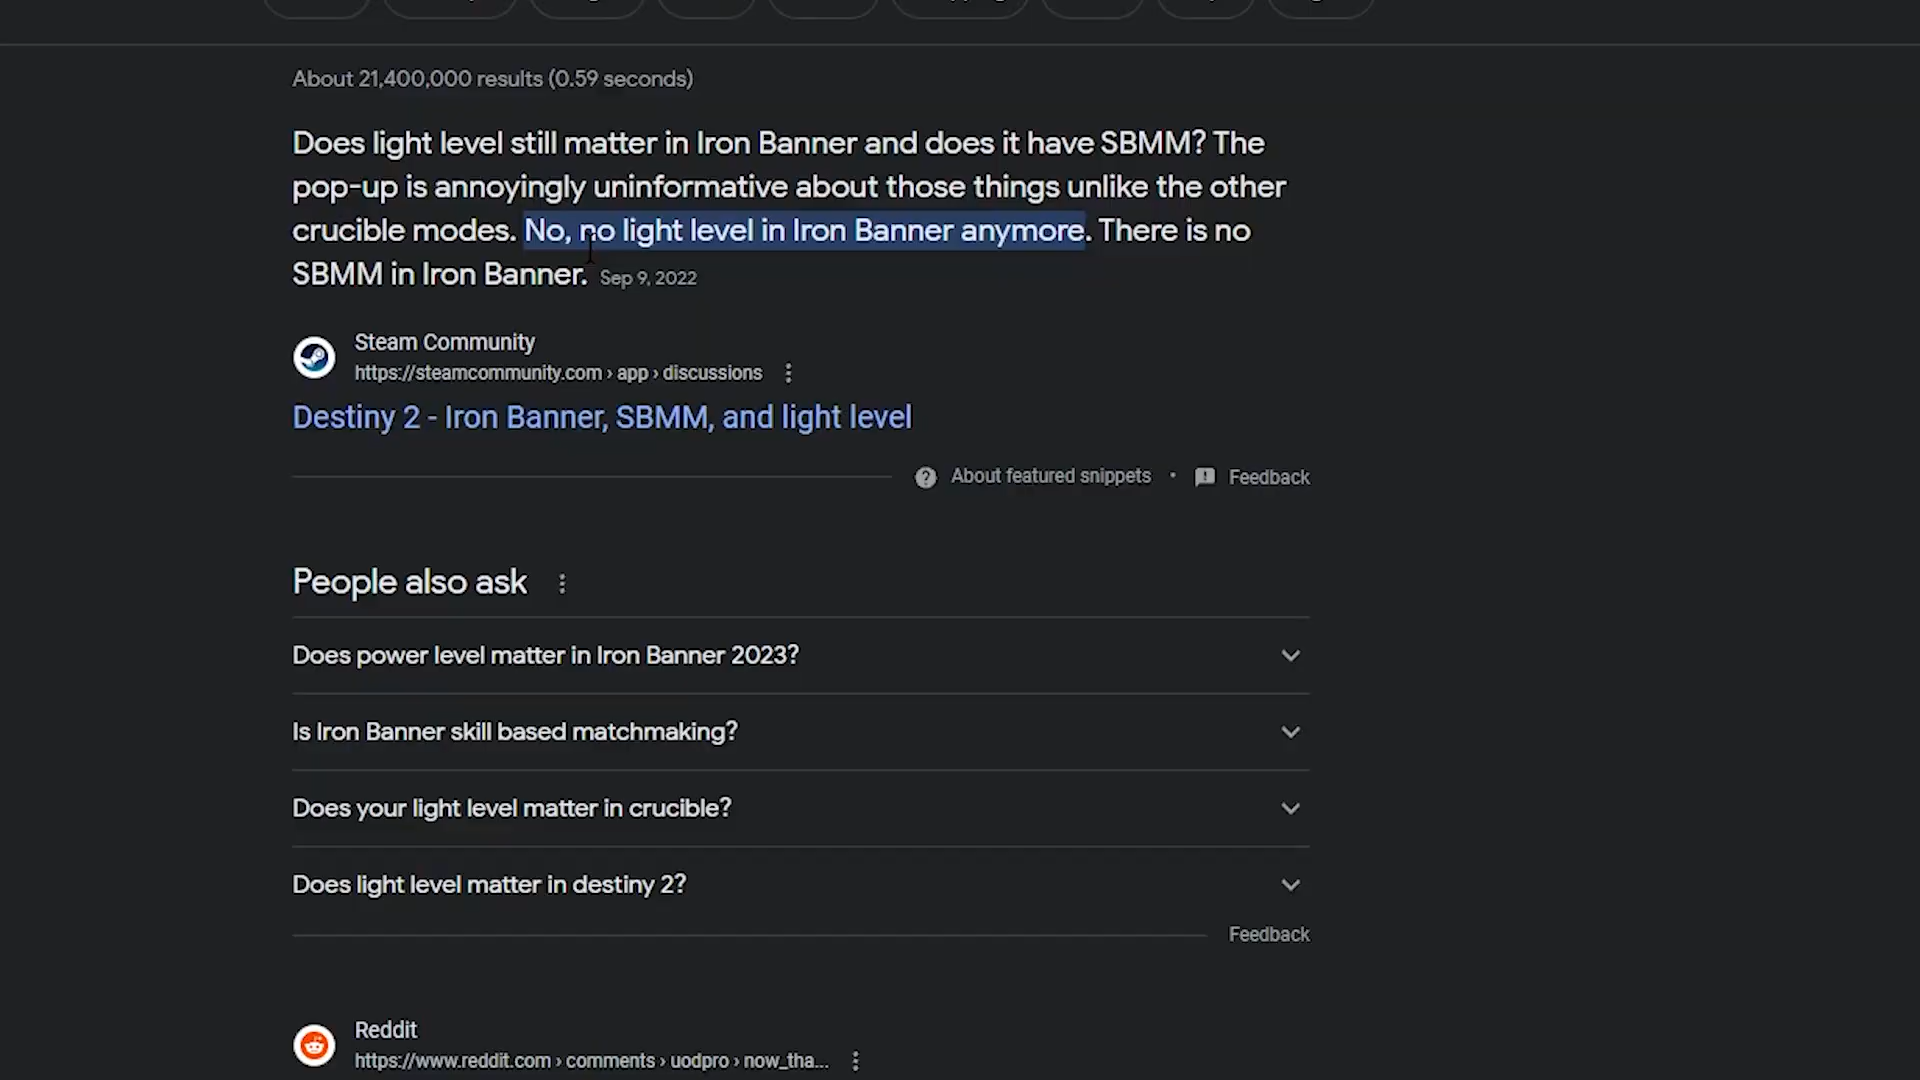 About 21,400,000 results (0.59 seconds)
Does light level still matter in Iron Banner and does it have SBMM? The
pop-up is annoyingly uninformative about those things unlike the other
crucible modes. No, no light level in Iron Banner anymore. There is no
SBMM in Iron Banner. Sep 9, 2022
Steam Community
https://steamcommunity.com › app › discussions
Destiny 2 - Iron Banner, SBMM, and light level
About featured snippets • Feedback
People also ask
Does power level matter in Iron Banner 2023?
Is Iron Banner skill based matchmaking?
Does your light level matter in crucible?
Does light level matter in destiny 2?
Feedback
Reddit
https://www.reddit.com › comments › uodpro › now_tha...